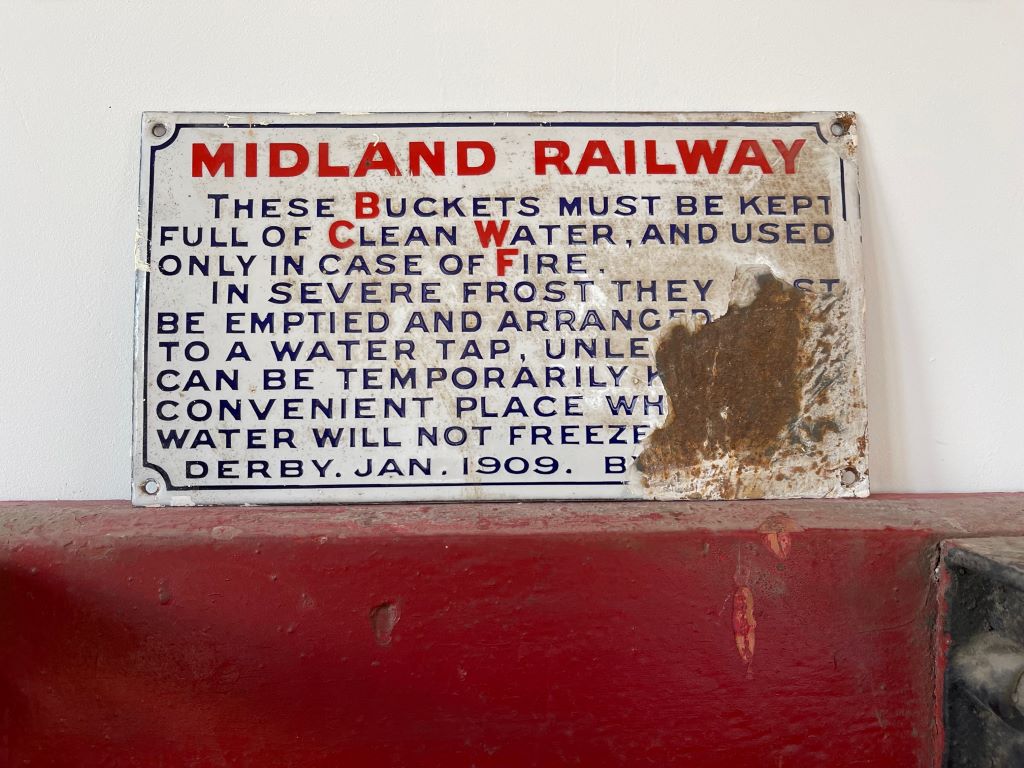 MIDLAND RAILWAY
THESE BUCKETS MUST BE KEPT
FULL OF CLEAN WATER, AND USED
ONLY IN CASE OF FIRE.
IN SEVERE FROST THEY
BE EMPTIED AND ARRANGED
TO A WATER TAP,
CAN BE TEMPORARILY
CONVENIENT PLACE
WATER WILL NOT FREEZE
DERBY. JAN. 1909.